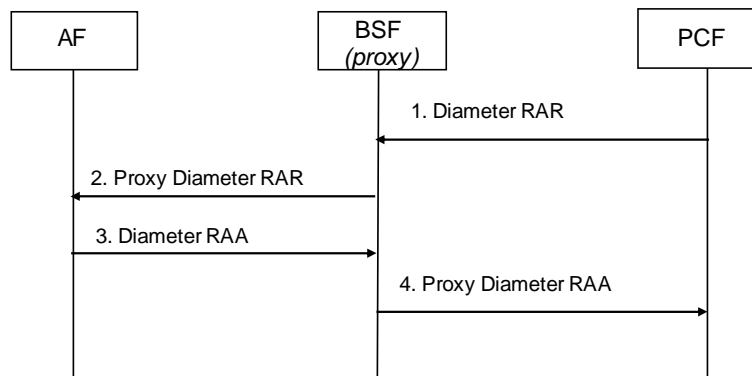 AF
BSF
(proxy)
PCF
1. Diameter RAR
2. Proxy Diameter RAR
3. Diameter RAA
4. Proxy Diameter RAA